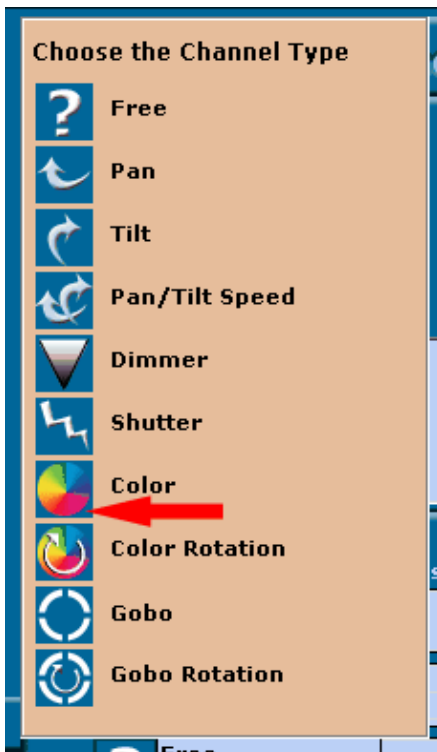 Choose the Channel Type
Free
Pan
Tilt
Pan/Tilt Speed
Dimmer
Shutter
Color
Color Rotation
Gobo
Gobo Rotation